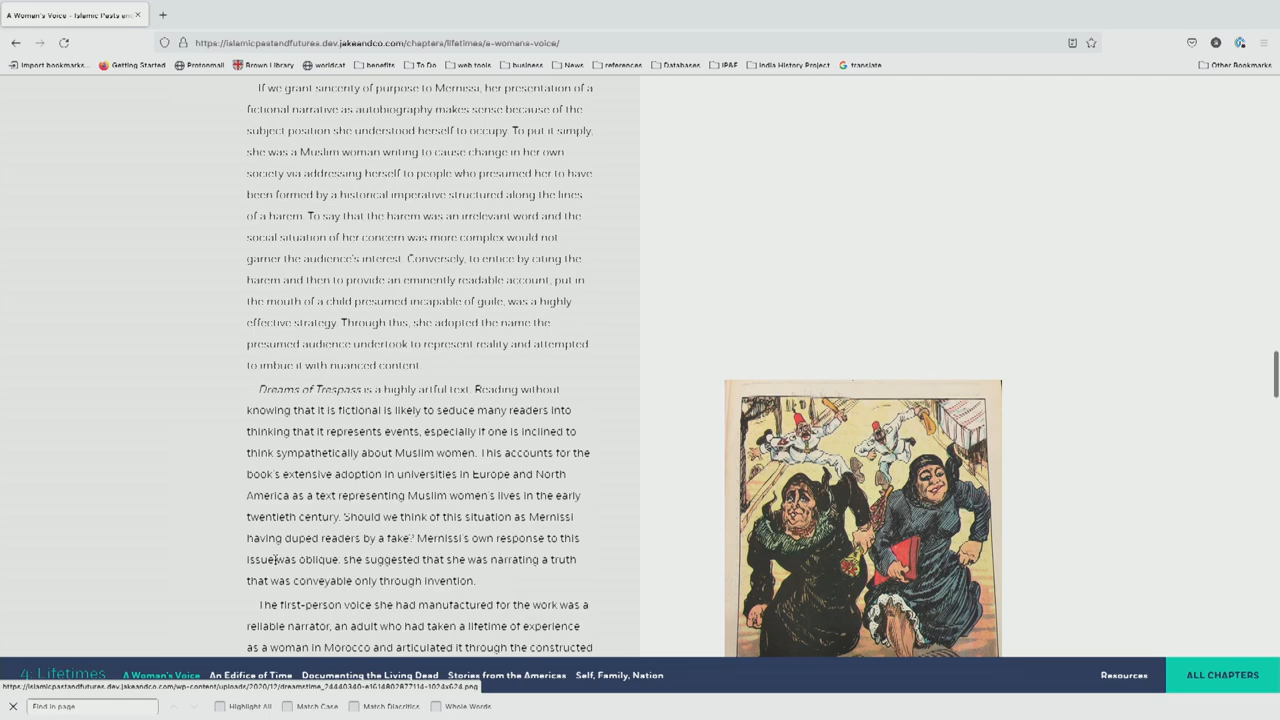 A Woman's Voice - Islamic Pasts and
https://islamicpastandfutures.dev.jakeandco.com/chapters/lifetimes/a-womans-voice/
Import bookmarks...
Getting Started
Protonmail
Brown Library
worldcat
benefits
To Do
web tools
business
News
references
Databases
IP&F
India History Project
translate
Other Bookmarks
If we grant sincerity of purpose to Mernissi, her presentation of a
fictional narrative as autobiography makes sense because of the
subject position she understood herself to occupy. To put it simply,
she was a Muslim woman writing to cause change in her own
society via addressing herself to people who presumed her to have
been formed by a historical imperative structured along the lines
of a harem. To say that the harem was an irrelevant word and the
social situation of her concern was more complex would not
garner the audience's interest. Conversely, to entice by citing the
harem and then to provide an eminently readable account, put in
the mouth of a child presumed incapable of guile, was a highly
effective strategy. Through this, she adopted the name the
presumed audience undertook to represent reality and attempted
to imbue it with nuanced content.
Dreams of Trespass is a highly artful text. Reading without
knowing that it is fictional is likely to seduce many readers into
thinking that it represents events, especially if one is inclined to
think sympathetically about Muslim women. This accounts for the
book's extensive adoption in universities in Europe and North
America as a text representing Muslim women's lives in the early
twentieth century. Should we think of this situation as Mernissi
having duped readers by a fake? Mernissi's own response to this
issue was oblique: she suggested that she was narrating a truth
that was conveyable only through invention.
The first-person voice she had manufactured for the work was a
reliable narrator, an adult who had taken a lifetime of experience
as a woman in Morocco and articulated it through the constructed
4: Lifetimes
A Woman's Voice
An Edifice of Time
Documenting the Living Dead
Stories from the Americas
Self, Family, Nation
Resources
ALL CHAPTERS
https://islamicpastandfutures.dev.jakeandco.com/wp-content/uploads/2020/12/dreamstime_24440340-e1614802877114-1024x624.png
Find in page
Highlight All
Match Case
Match Diacritics
Whole Words